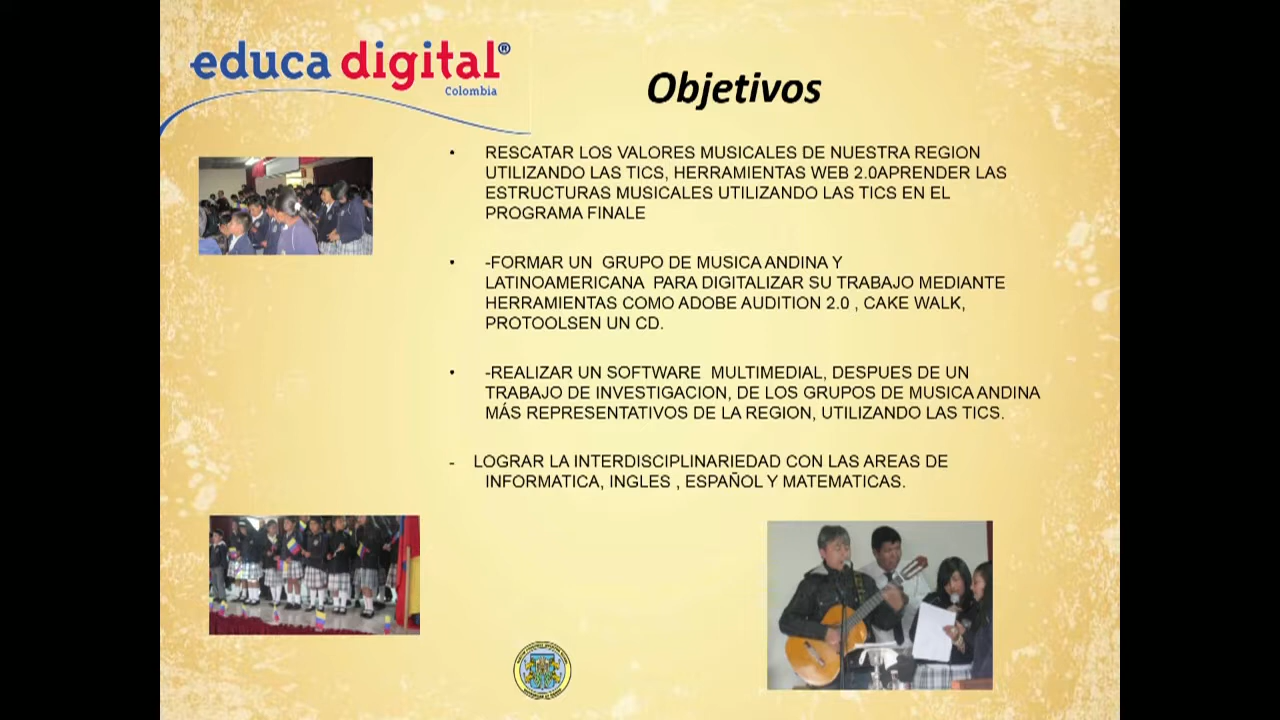 educa digital®
Colombia
Objetivos
• RESCATAR LOS VALORES MUSICALES DE NUESTRA REGION
UTILIZANDO LAS TICS, HERRAMIENTAS WEB 2.0APRENDER LAS
ESTRUCTURAS MUSICALES UTILIZANDO LAS TICS EN EL
PROGRAMA FINALE
• -FORMAR UN GRUPO DE MUSICA ANDINA Y
LATINOAMERICANA PARA DIGITALIZAR SU TRABAJO MEDIANTE
HERRAMIENTAS COMO ADOBE AUDITION 2.0 , CAKE WALK,
PROTOOLSEN UN CD.
• -REALIZAR UN SOFTWARE MULTIMEDIAL, DESPUES DE UN
TRABAJO DE INVESTIGACION, DE LOS GRUPOS DE MUSICA ANDINA
MÁS REPRESENTATIVOS DE LA REGION, UTILIZANDO LAS TICS.
- LOGRAR LA INTERDISCIPLINARIEDAD CON LAS AREAS DE
INFORMATICA, INGLES , ESPAÑOL Y MATEMATICAS.